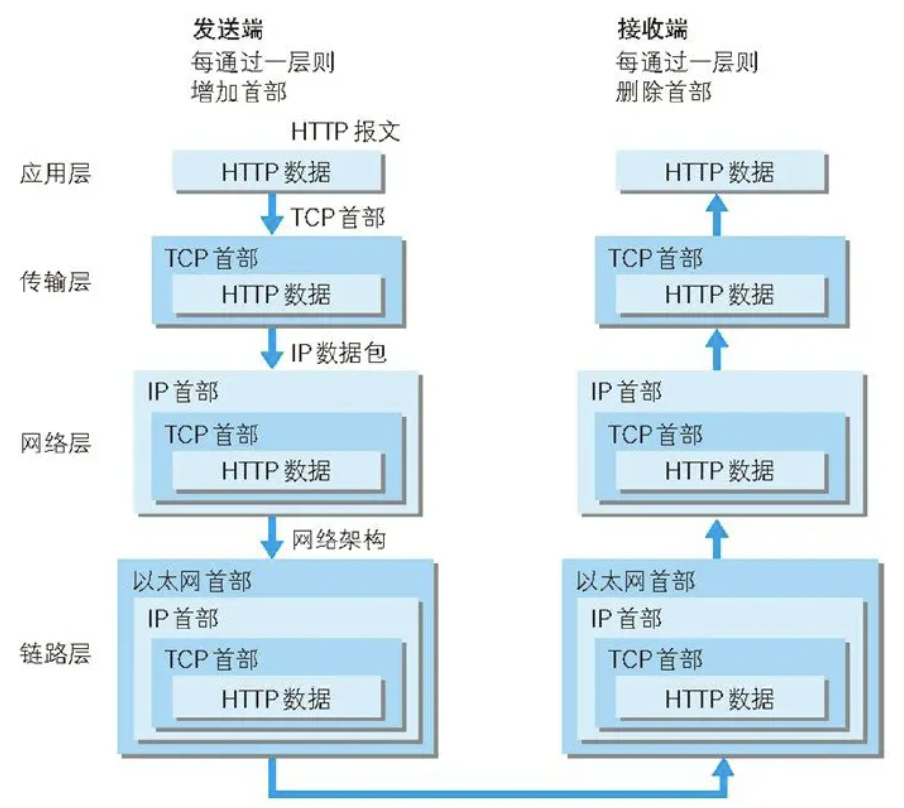 发送端
每通过一层则
增加首部
接收端
每通过一层则
删除首部
HTTP 报文
应用层
HTTP 数据
HTTP 数据
TCP 首部
传输层
TCP 首部
HTTP 数据
TCP 首部
HTTP 数据
IP 数据包
网络层
IP 首部
TCP 首部
HTTP 数据
IP 首部
TCP 首部
HTTP 数据
网络架构
链路层
以太网首部
IP 首部
TCP 首部
HTTP 数据
以太网首部
IP 首部
TCP 首部
HTTP 数据